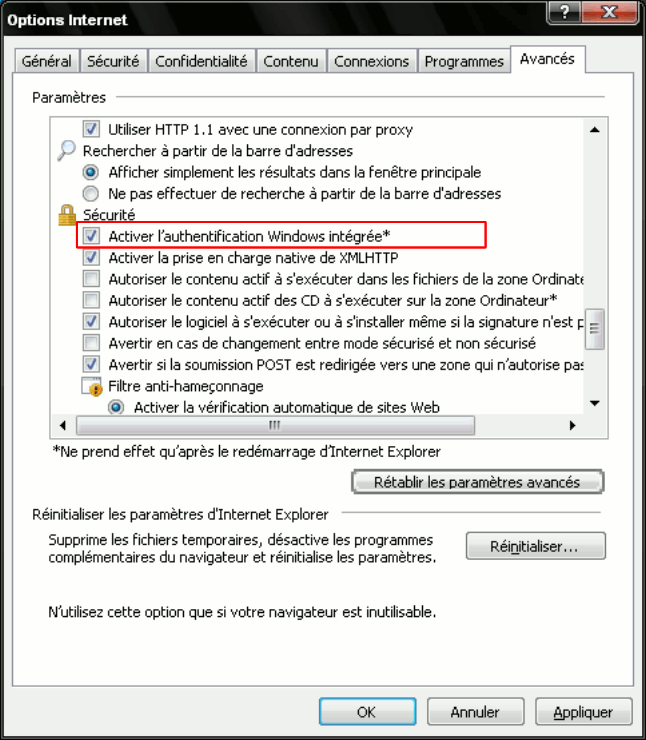 Options Internet
?
Général Sécurité Confidentialité Contenu Connexions Programmes Avancés
Paramètres
Utiliser HTTP 1.1 avec une connexion par proxy
Rechercher à partir de la barre d'adresses
Afficher simplement les résultats dans la fenêtre principale
Ne pas effectuer de recherche à partir de la barre d'adresses
Sécurité
Activer l'authentification Windows intégrée*
Activer la prise en charge native de XMLHTTP
Autoriser le contenu actif à s'exécuter dans les fichiers de la zone Ordinate
Autoriser le contenu actif des CD à s'exécuter sur la zone Ordinateur*
Autoriser le logiciel à s'exécuter ou à s'installer même si la signature n'est p
Avertir en cas de changement entre mode sécurisé et non sécurisé
Avertir si la soumission POST est redirigée vers une zone qui n'autorise pas
Filtre anti-hameçonnage
Activer la vérification automatique de sites Web
*Ne prend effet qu'après le redémarrage d'Internet Explorer
Rétablir les paramètres avancés
Réinitialiser les paramètres d'Internet Explorer
Supprime les fichiers temporaires, désactive les programmes
complémentaires du navigateur et réinitialise les paramètres.
Réinitialiser...
N'utilisez cette option que si votre navigateur est inutilisable.
OK Annuler Appliquer